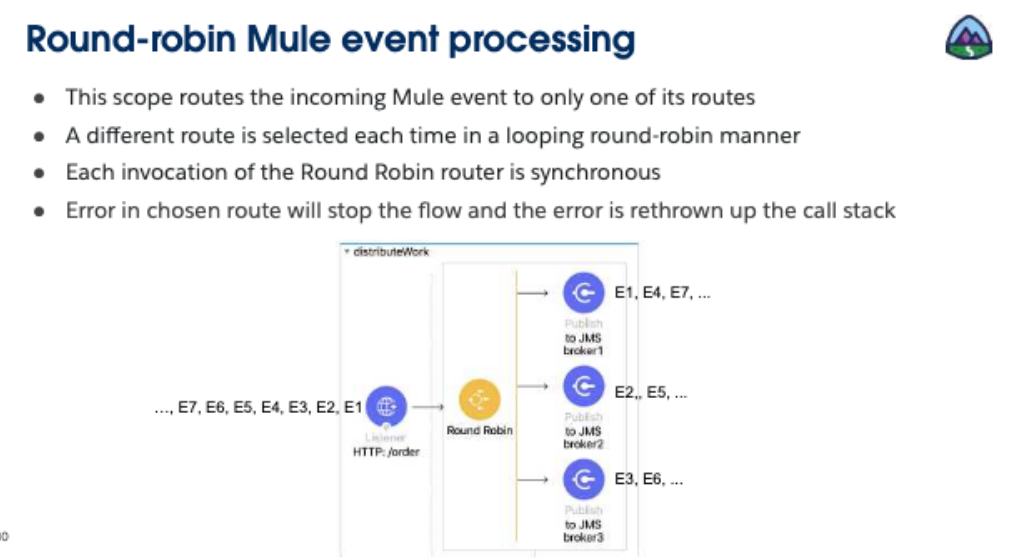 Round-robin Mule event processing
● This scope routes the incoming Mule event to only one of its routes
● A different route is selected each time in a looping round-robin manner
● Each invocation of the Round Robin router is synchronous
● Error in chosen route will stop the flow and the error is rethrown up the call stack
distributeWork
..., E7, E6, E5, E4, E3, E2, E1
Listener
HTTP: /order
Round Robin
E1, E4, E7, ...
Publish
to JMS
broker1
E2,, E5, ...
Publish
to JMS
broker2
E3, E6, ...
Publish
to JMS
broker3